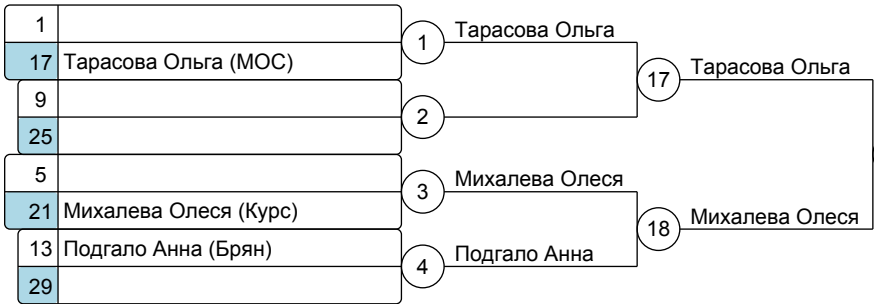 1
17 Тарасова Ольга (МОС)
1
Тарасова Ольга
9
25
2
17
Тарасова Ольга
5
21 Михалева Олеся (Курс)
3
Михалева Олеся
13 Подгало Анна (Брян)
29
4
Подгало Анна
18
Михалева Олеся